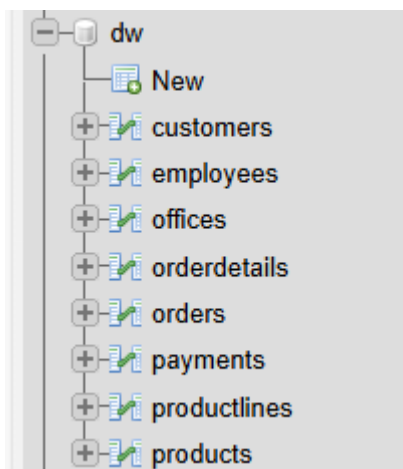 dw
New
customers
employees
offices
orderdetails
orders
payments
productlines
products